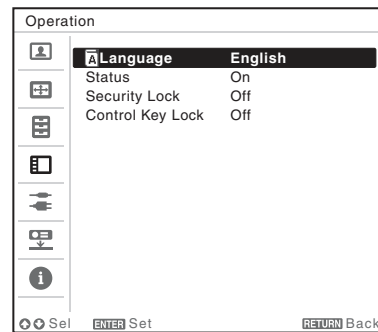 Operation
A Language English
Status On
Security Lock Off
Control Key Lock Off
Sel ENTER Set RETURN Back